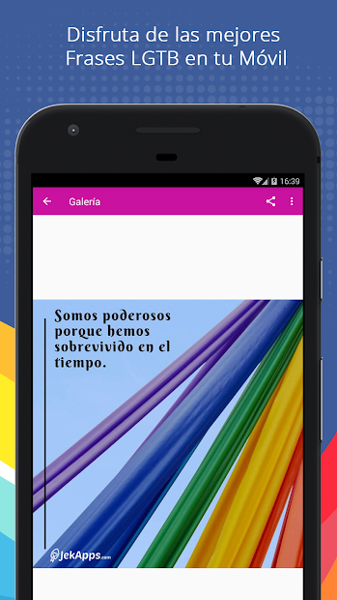 Disfruta de las mejores
Frases LGTB en tu Móvil
16:39
Galería
Somos poderosos
porque hemos
sobrevivido en el
tiempo.
JekApps.com